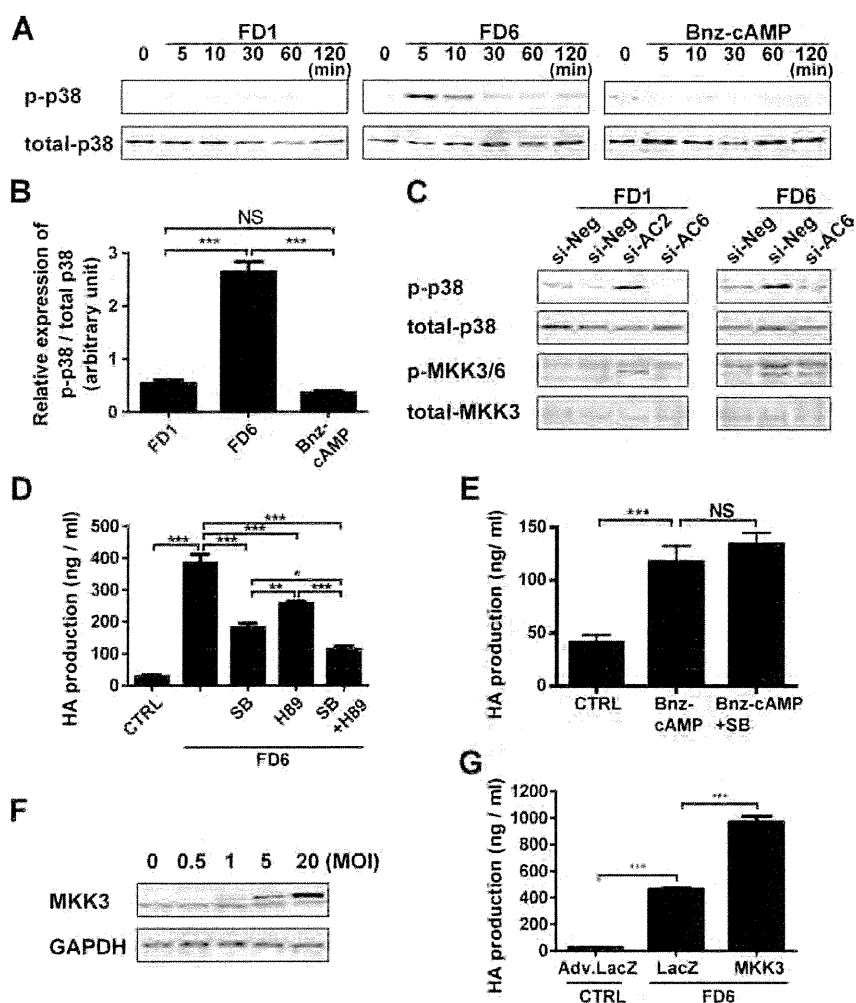 A
FD1 FD6 Bnz-cAMP
0 5 10 30 60 120 0 5 10 30 60 120 0 5 10 30 60 120
(min) (min) (min)
p-p38
total-p38
B
Relative expression of
p-p38 / total p38
(arbitrary unit)
NS
*** ***
3
2
1
0
FD1 FD6 Bnz-
cAMP
C
FD1 FD6
si-Neg si-Neg si-AC2 si-AC6 si-Neg si-Neg si-AC6
p-p38
total-p38
p-MKK3/6
total-MKK3
D
HA production (ng / ml)
500
400
300
200
100
0
***
***
*** ***
*
** ***
CTRL SB H89 SB
+H89
FD6
E
HA production (ng/ ml)
150
100
50
0
*** NS
CTRL Bnz- Bnz-cAMP
cAMP +SB
F
0 0.5 1 5 20 (MOI)
MKK3
GAPDH
G
HA production (ng / ml)
1200
1000
800
600
400
200
0
***
***
Adv.LacZ LacZ MKK3
CTRL FD6